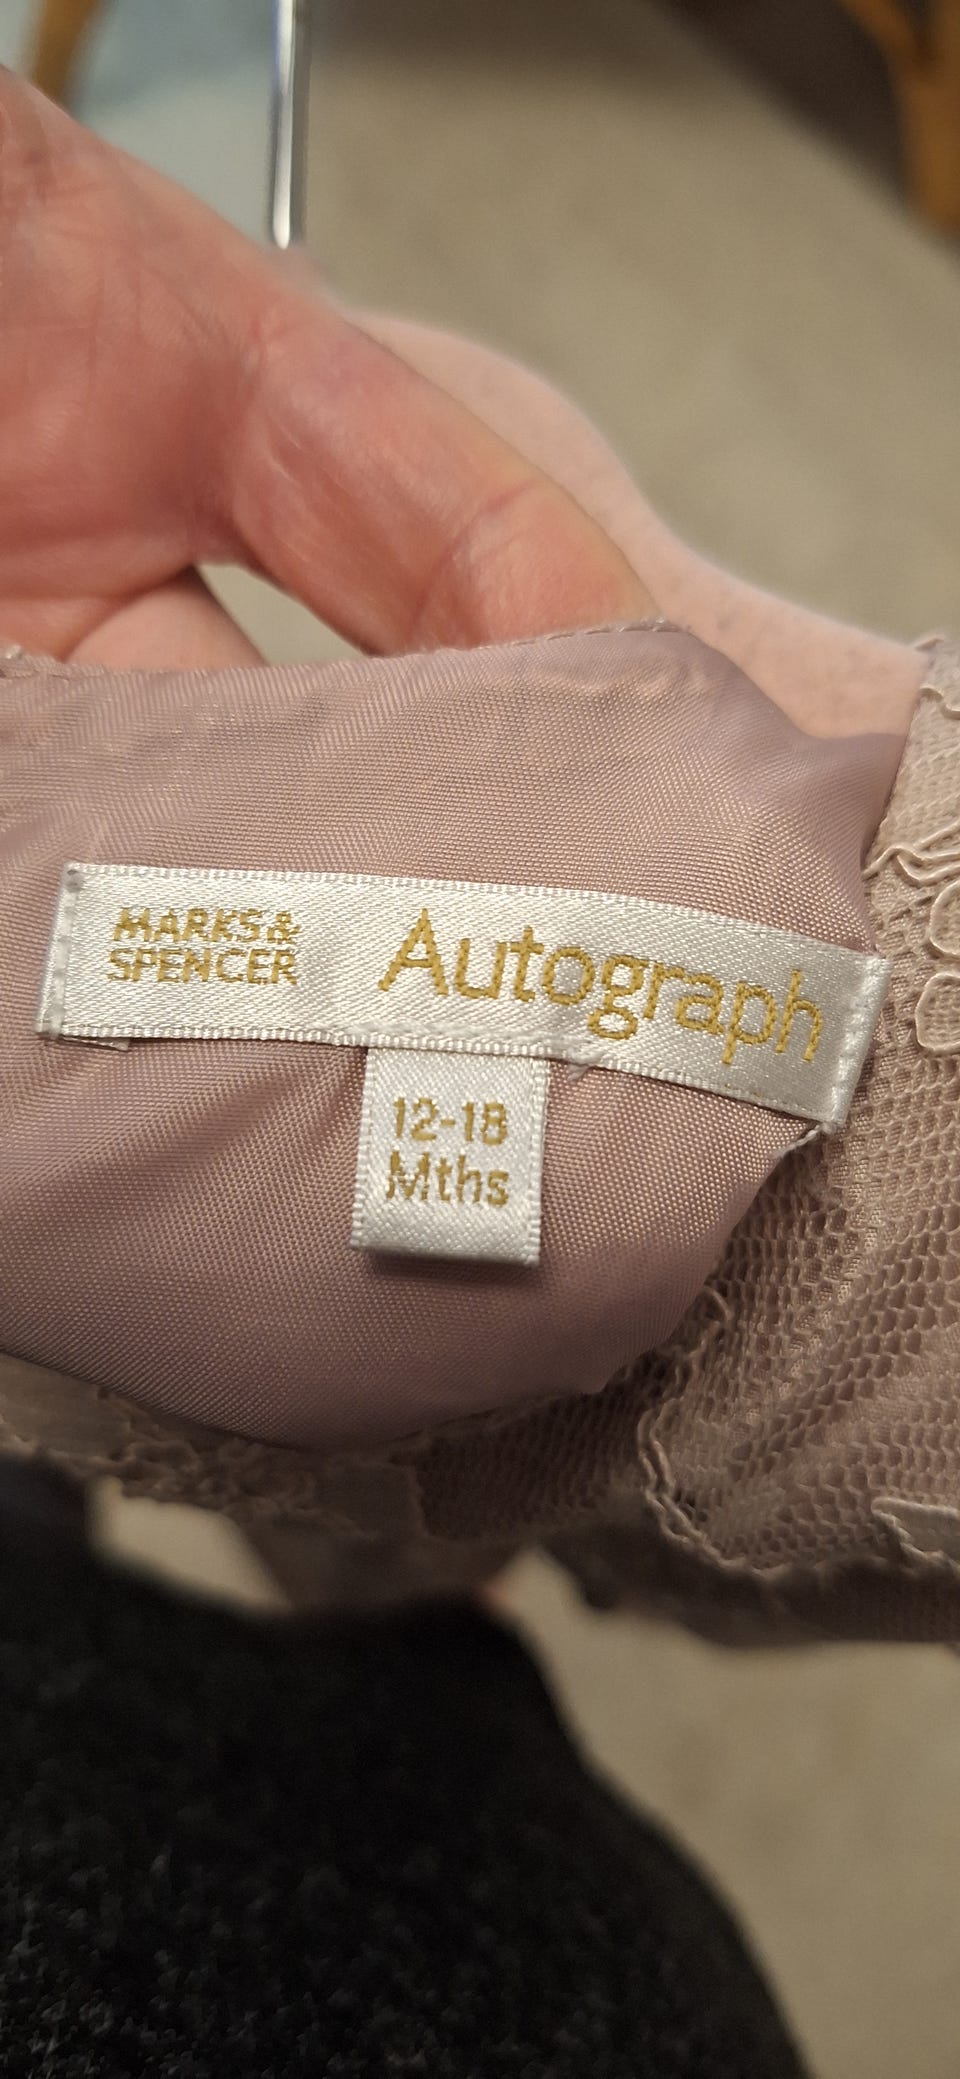 MARKS&
SPENCER
Autograph
12-18
Mths